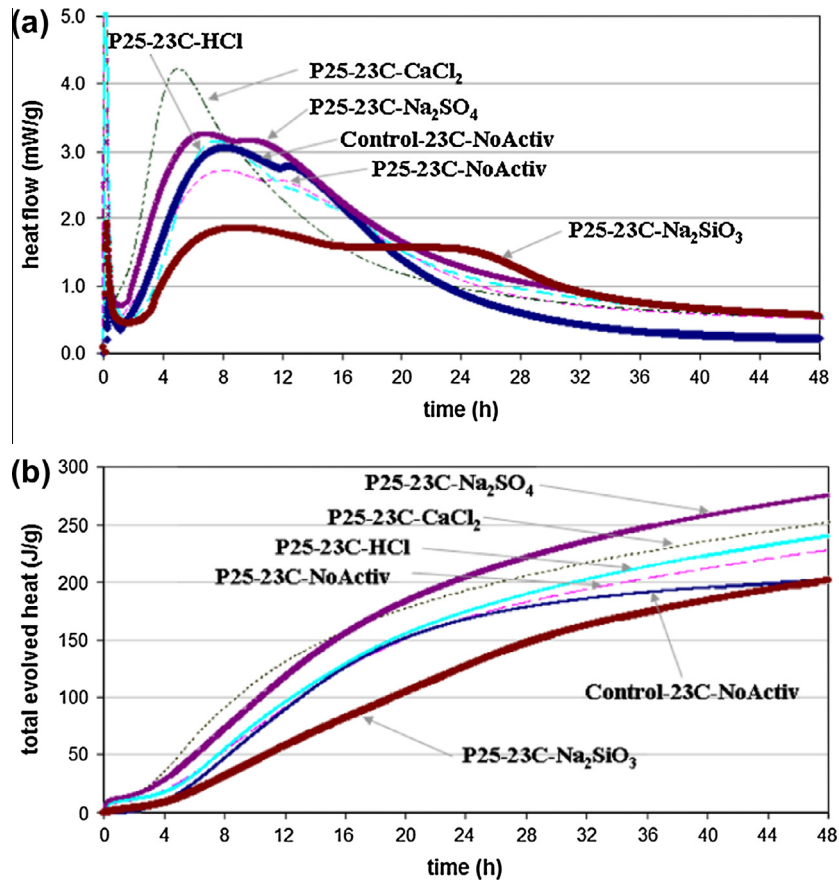 (a)
5.0
4.0
3.0
2.0
1.0
0.0
heat flow (mW/g)
P25-23C-HCl
P25-23C-CaCl₂
P25-23C-Na₂SO₄
Control-23C-NoActiv
P25-23C-NoActiv
P25-23C-Na₂SiO₃
0 4 8 12 16 20 24 28 32 36 40 44 48
time (h)
(b)
300
250
200
150
100
50
0
total evolved heat (J/g)
P25-23C-Na₂SO₄
P25-23C-CaCl₂
P25-23C-HCl
P25-23C-NoActiv
Control-23C-NoActiv
P25-23C-Na₂SiO₃
0 4 8 12 16 20 24 28 32 36 40 44 48
time (h)